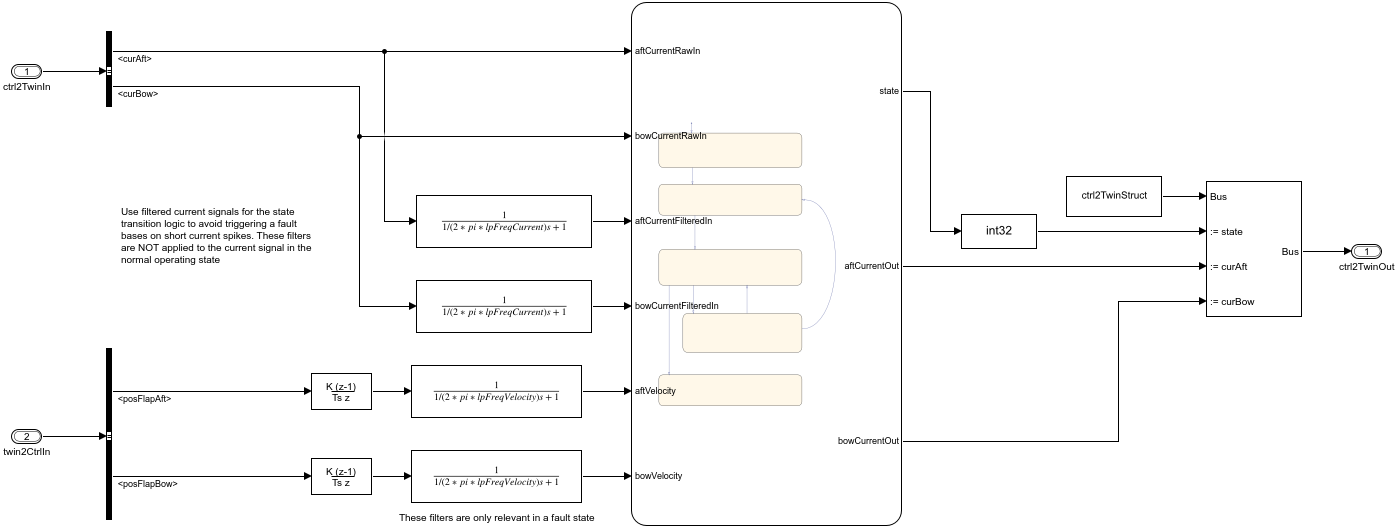 1
ctrl2TwinIn
<curAft>
<curBow>
Use filtered current signals for the state
transition logic to avoid triggering a fault
bases on short current spikes. These filters
are NOT applied to the current signal in the
normal operating state
1
1/(2 * pi * lpFreqCurrent)s + 1
1
1/(2 * pi * lpFreqCurrent)s + 1
2
twin2CtrlIn
<posFlapAft>
<posFlapBow>
K (z-1)
Ts z
1
1/(2 * pi * lpFreqVelocity)s + 1
K (z-1)
Ts z
1
1/(2 * pi * lpFreqVelocity)s + 1
These filters are only relevant in a fault state
aftCurrentRawIn
bowCurrentRawIn
aftCurrentFilteredIn
bowCurrentFilteredIn
aftVelocity
bowVelocity
state
aftCurrentOut
bowCurrentOut
int32
ctrl2TwinStruct
Bus
:= state
:= curAft
:= curBow
Bus
1
ctrl2TwinOut